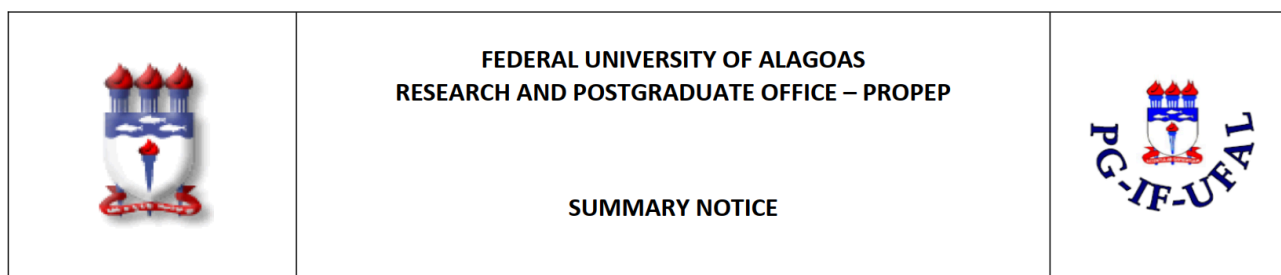 FEDERAL UNIVERSITY OF ALAGOAS
RESEARCH AND POSTGRADUATE OFFICE – PROPEP
SUMMARY NOTICE
PG-IF-UFAL